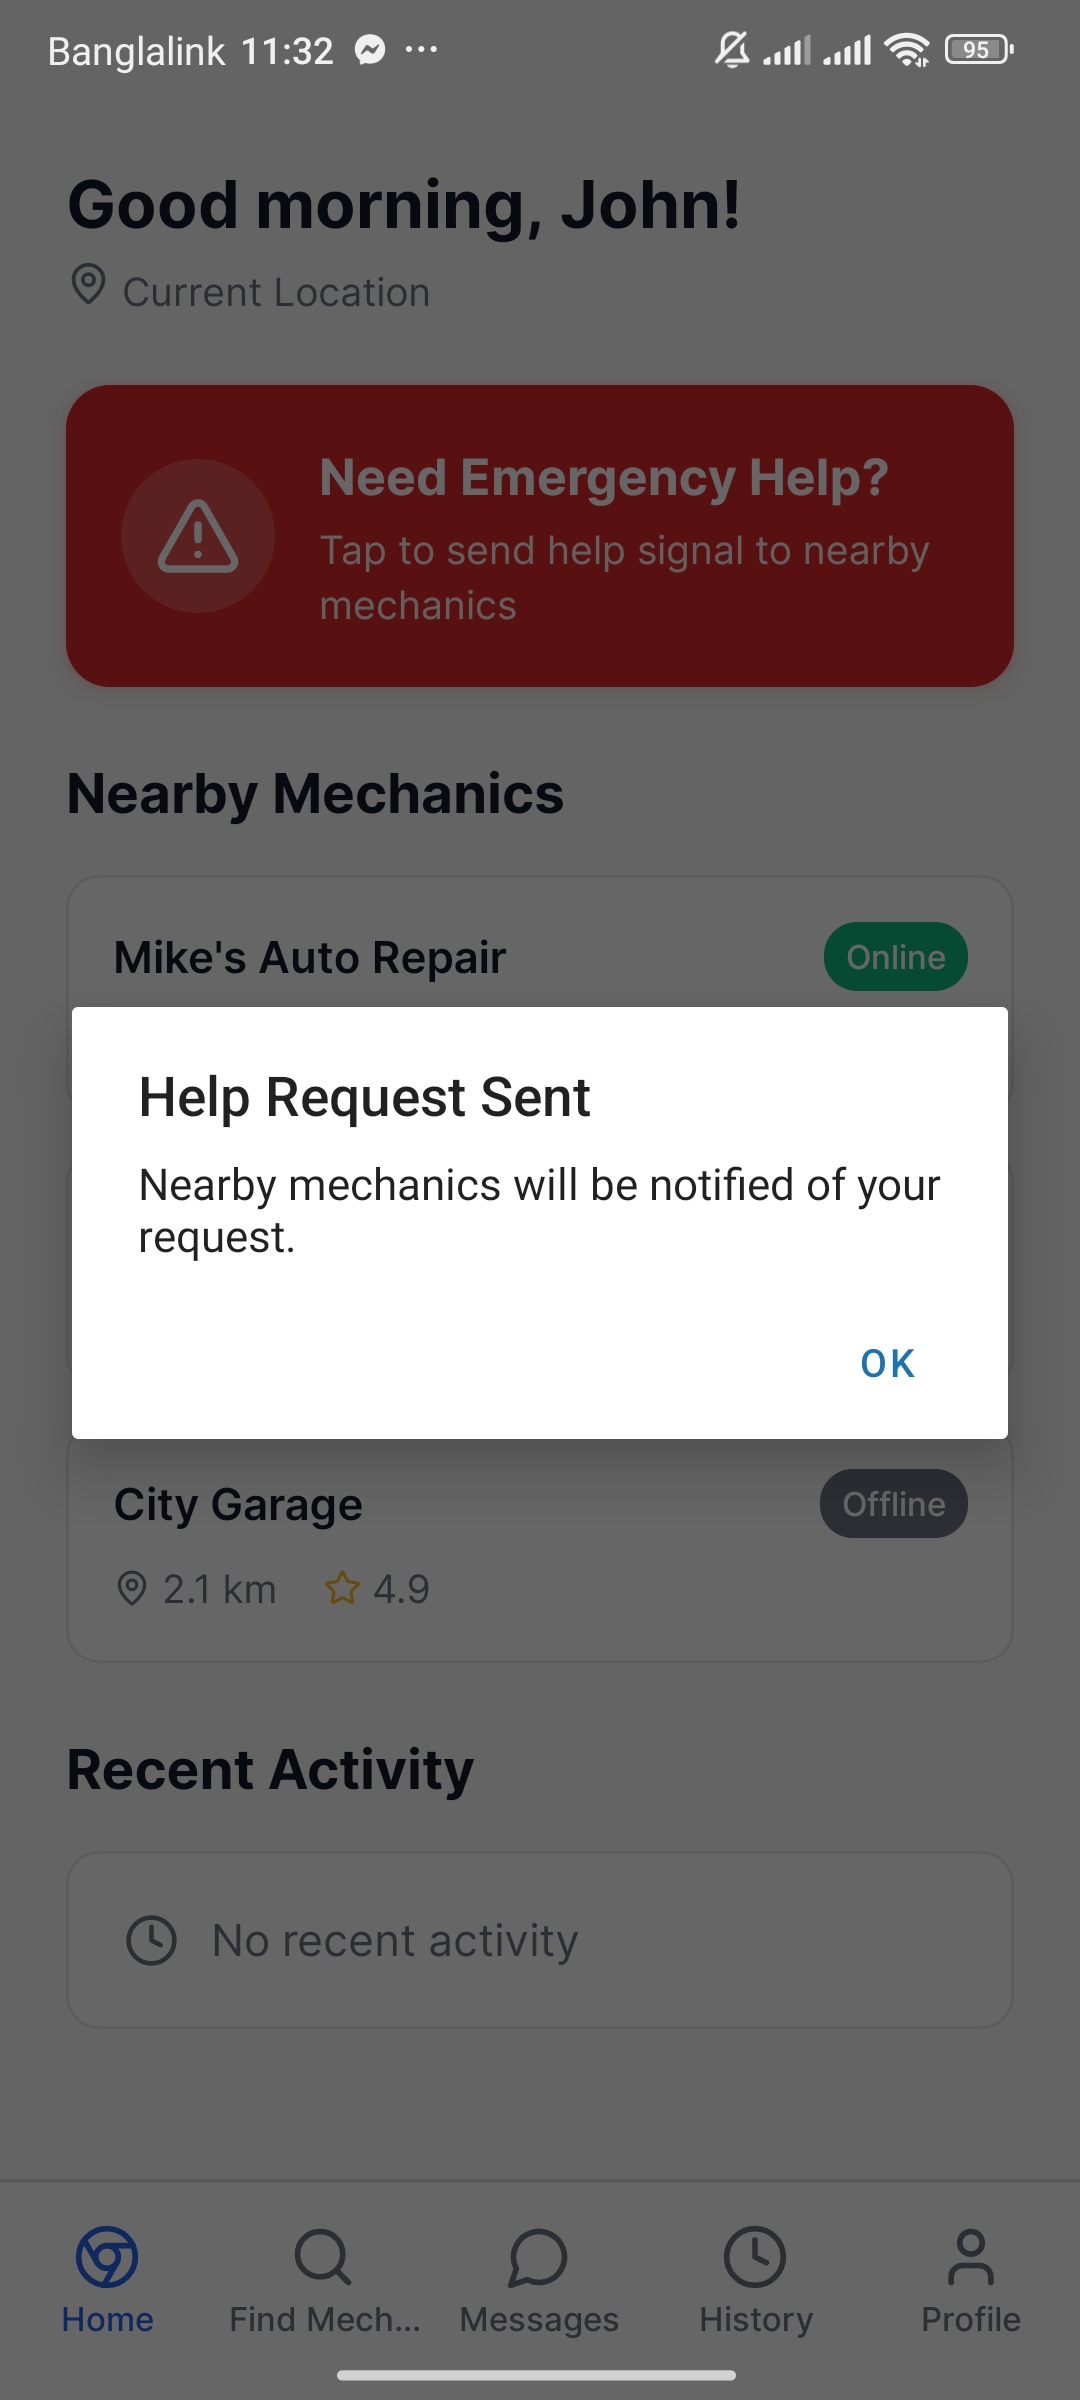 Banglalink 11:32
95
Good morning, John!
Current Location
Need Emergency Help?
Tap to send help signal to nearby
mechanics
Nearby Mechanics
Mike's Auto Repair
Online
Help Request Sent
Nearby mechanics will be notified of your
request.
OK
City Garage
Offline
2.1 km 4.9
Recent Activity
No recent activity
Home
Find Mech...
Messages
History
Profile